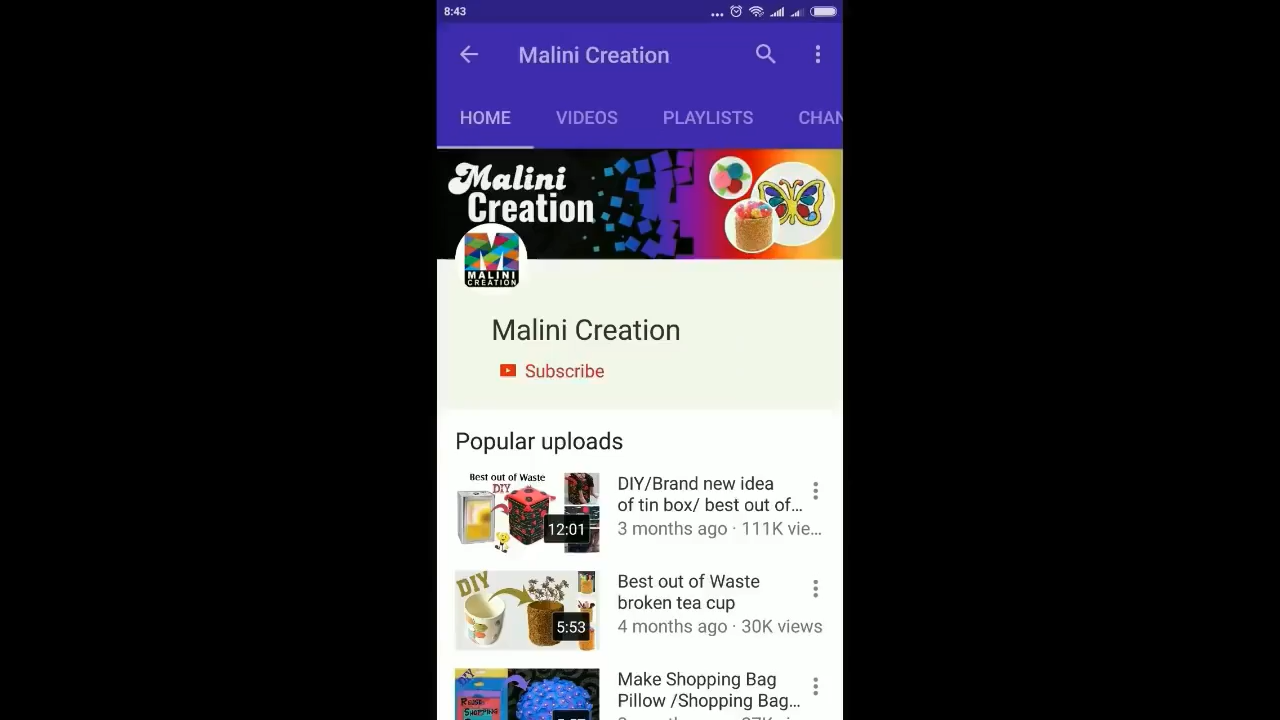 8:43
Malini Creation
HOME VIDEOS PLAYLISTS CHAN
Malini
Creation
M
MALINI
CREATION
Malini Creation
Subscribe
Popular uploads
Best out of Waste
DIY
12:01
DIY/Brand new idea
of tin box/ best out of...
3 months ago · 111K vie...
DIY
5:53
Best out of Waste
broken tea cup
4 months ago · 30K views
DIY
REUSE
SHOPPING
Make Shopping Bag
Pillow /Shopping Bag...